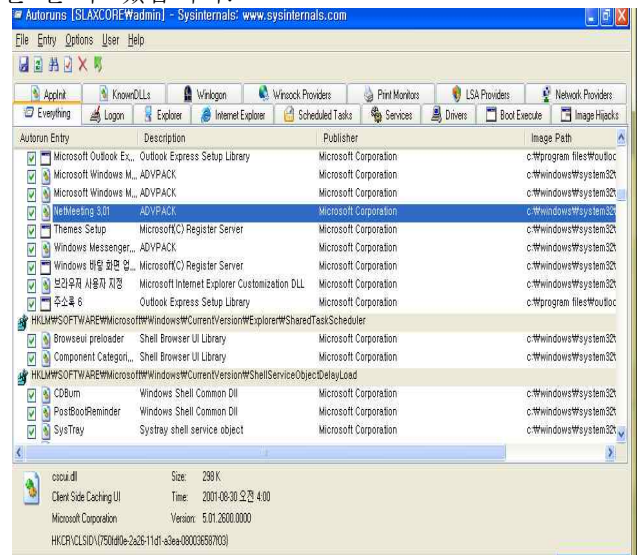 Autoruns [SLAXCORE₩admin] - Sysinternals: www.sysinternals.com
File Entry Options User Help
AppInit KnownDLLs Winlogon Winsock Providers Print Monitors LSA Providers Network Providers
Everything Logon Explorer Internet Explorer Scheduled Tasks Services Drivers Boot Execute Image Hijacks
Autorun Entry Description Publisher Image Path
Microsoft Outlook Ex... Outlook Express Setup Library Microsoft Corporation c:₩program files₩outloc
Microsoft Windows M... ADVPACK Microsoft Corporation c:₩windows₩system32₩
Microsoft Windows M... ADVPACK Microsoft Corporation c:₩windows₩system32₩
NetMeeting 3,01 ADVPACK Microsoft Corporation c:₩windows₩system32₩
Themes Setup Microsoft(C) Register Server Microsoft Corporation c:₩windows₩system32₩
Windows Messenger... ADVPACK Microsoft Corporation c:₩windows₩system32₩
Windows 바탕 화면 업... Microsoft(C) Register Server Microsoft Corporation c:₩windows₩system32₩
브라우저 사용자 지정 Microsoft Internet Explorer Customization DLL Microsoft Corporation c:₩windows₩system32₩
주소록 6 Outlook Express Setup Library Microsoft Corporation c:₩program files₩outloc
HKLM₩SOFTWARE₩Microsoft₩Windows₩CurrentVersion₩Explorer₩SharedTaskScheduler
Browseui preloader Shell Browser UI Library Microsoft Corporation c:₩windows₩system32₩
Component Categori... Shell Browser UI Library Microsoft Corporation c:₩windows₩system32₩
HKLM₩SOFTWARE₩Microsoft₩Windows₩CurrentVersion₩ShellServiceObjectDelayLoad
CDBurn Windows Shell Common Dll Microsoft Corporation c:₩windows₩system32₩
PostBootReminder Windows Shell Common Dll Microsoft Corporation c:₩windows₩system32₩
SysTray Systray shell service object Microsoft Corporation c:₩windows₩system32₩
cscui.dll Size: 298 K
Client Side Caching UI Time: 2001-08-30 오전 4:00
Microsoft Corporation Version: 5.01.2600.0000
HKCR\CLSID\{750fdf0e-2a26-11d1-a3ea-080036587f03}